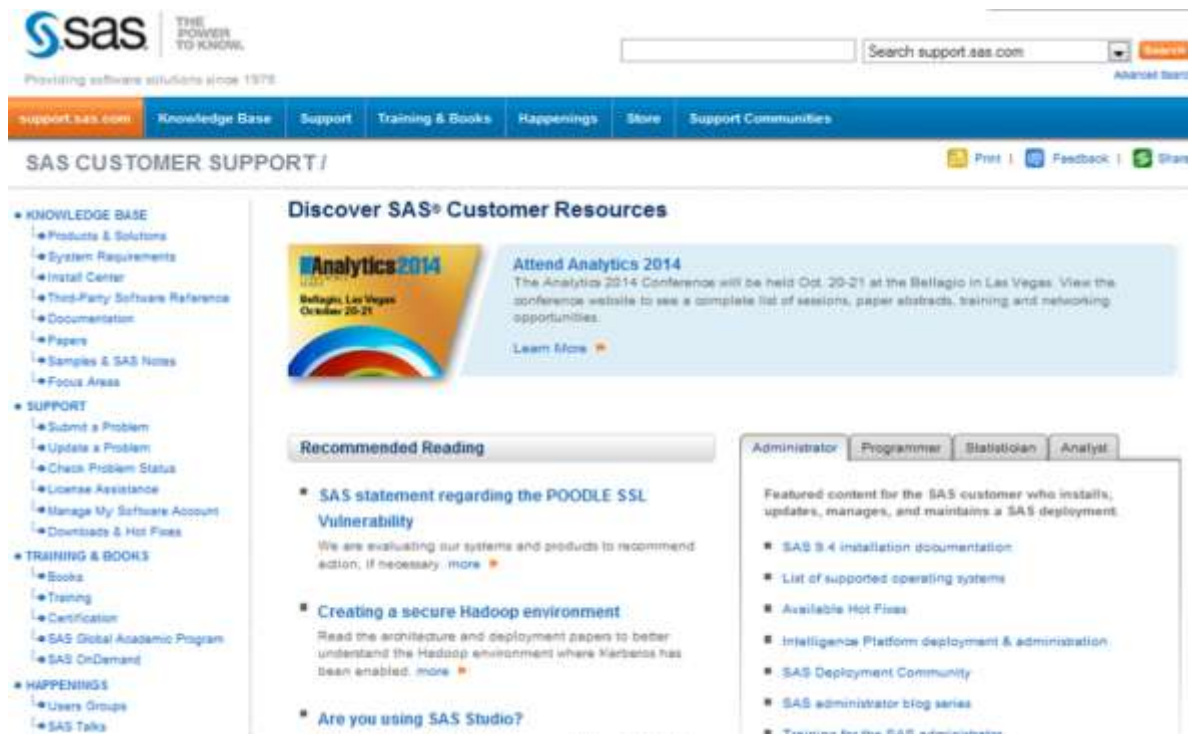 sas
THE
POWER
TO KNOW.
Providing software solutions since 1976
Search support.sas.com
Search
Advanced Search
support.sas.com
Knowledge Base
Support
Training & Books
Happenings
Store
Support Communities
SAS CUSTOMER SUPPORT /
Print |
Feedback |
Share
KNOWLEDGE BASE
Products & Solutions
System Requirements
Install Center
Third-Party Software Reference
Documentation
Papers
Samples & SAS Notes
Focus Areas
SUPPORT
Submit a Problem
Update a Problem
Check Problem Status
License Assistance
Manage My Software Account
Downloads & Hot Fixes
TRAINING & BOOKS
Books
Training
Certification
SAS Global Academic Program
SAS OnDemand
HAPPENINGS
Users Groups
SAS Talks
Discover SAS® Customer Resources
Analytics2014
Bellagio, Las Vegas
October 20-21
Attend Analytics 2014
The Analytics 2014 Conference will be held Oct. 20-21 at the Bellagio in Las Vegas. View the
conference website to see a complete list of sessions, paper abstracts, training and networking
opportunities.
Learn More
Recommended Reading
SAS statement regarding the POODLE SSL
Vulnerability
We are evaluating our systems and products to recommend
action, if necessary. more
Creating a secure Hadoop environment
Read the architecture and deployment papers to better
understand the Hadoop environment where Kerberos has
been enabled. more
Are you using SAS Studio?
Administrator
Programmer
Statistician
Analyst
Featured content for the SAS customer who installs,
updates, manages, and maintains a SAS deployment.
SAS 9.4 installation documentation
List of supported operating systems
Available Hot Fixes
Intelligence Platform deployment & administration
SAS Deployment Community
SAS administrator blog series
Training for the SAS administrator